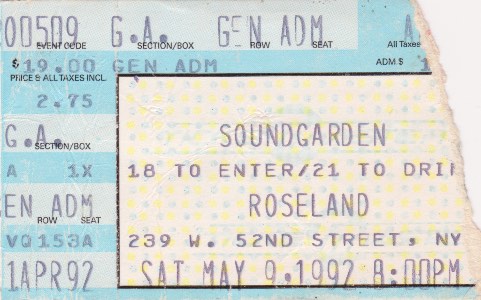 00509 G.A. GEN ADM A
EVENT CODE SECTION/BOX ROW SEAT All Taxes
$19.00 GEN ADM ADM $ 1
PRICE & ALL TAXES INCL.
2.75
G.A. SOUNDGARDEN
SECTION/BOX
A 1X 18 TO ENTER/21 TO DRI
EN ADM ROSELAND
ROW SEAT
VQ153A 239 W. 52ND STREET, NY
1APR92 SAT MAY 9,1992 8:00PM